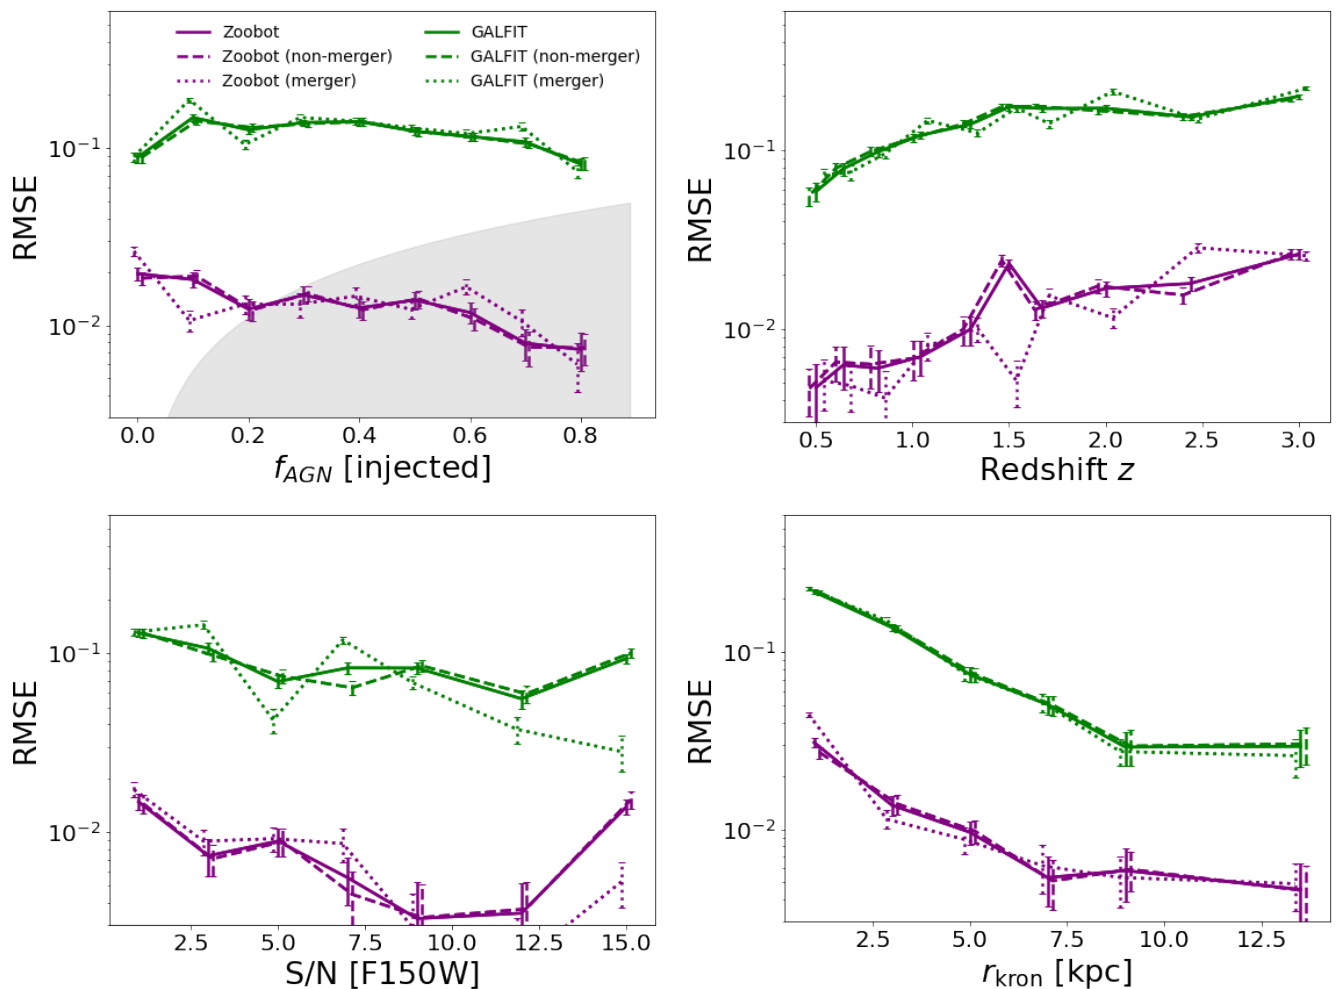 Zoobot
Zoobot (non-merger)
Zoobot (merger)
GALFIT
GALFIT (non-merger)
GALFIT (merger)
RMSE
10⁻¹
10⁻²
0.0 0.2 0.4 0.6 0.8
f_AGN [injected]
RMSE
10⁻¹
10⁻²
0.5 1.0 1.5 2.0 2.5 3.0
Redshift z
RMSE
10⁻¹
10⁻²
2.5 5.0 7.5 10.0 12.5 15.0
S/N [F150W]
RMSE
10⁻¹
10⁻²
2.5 5.0 7.5 10.0 12.5
r_kron [kpc]